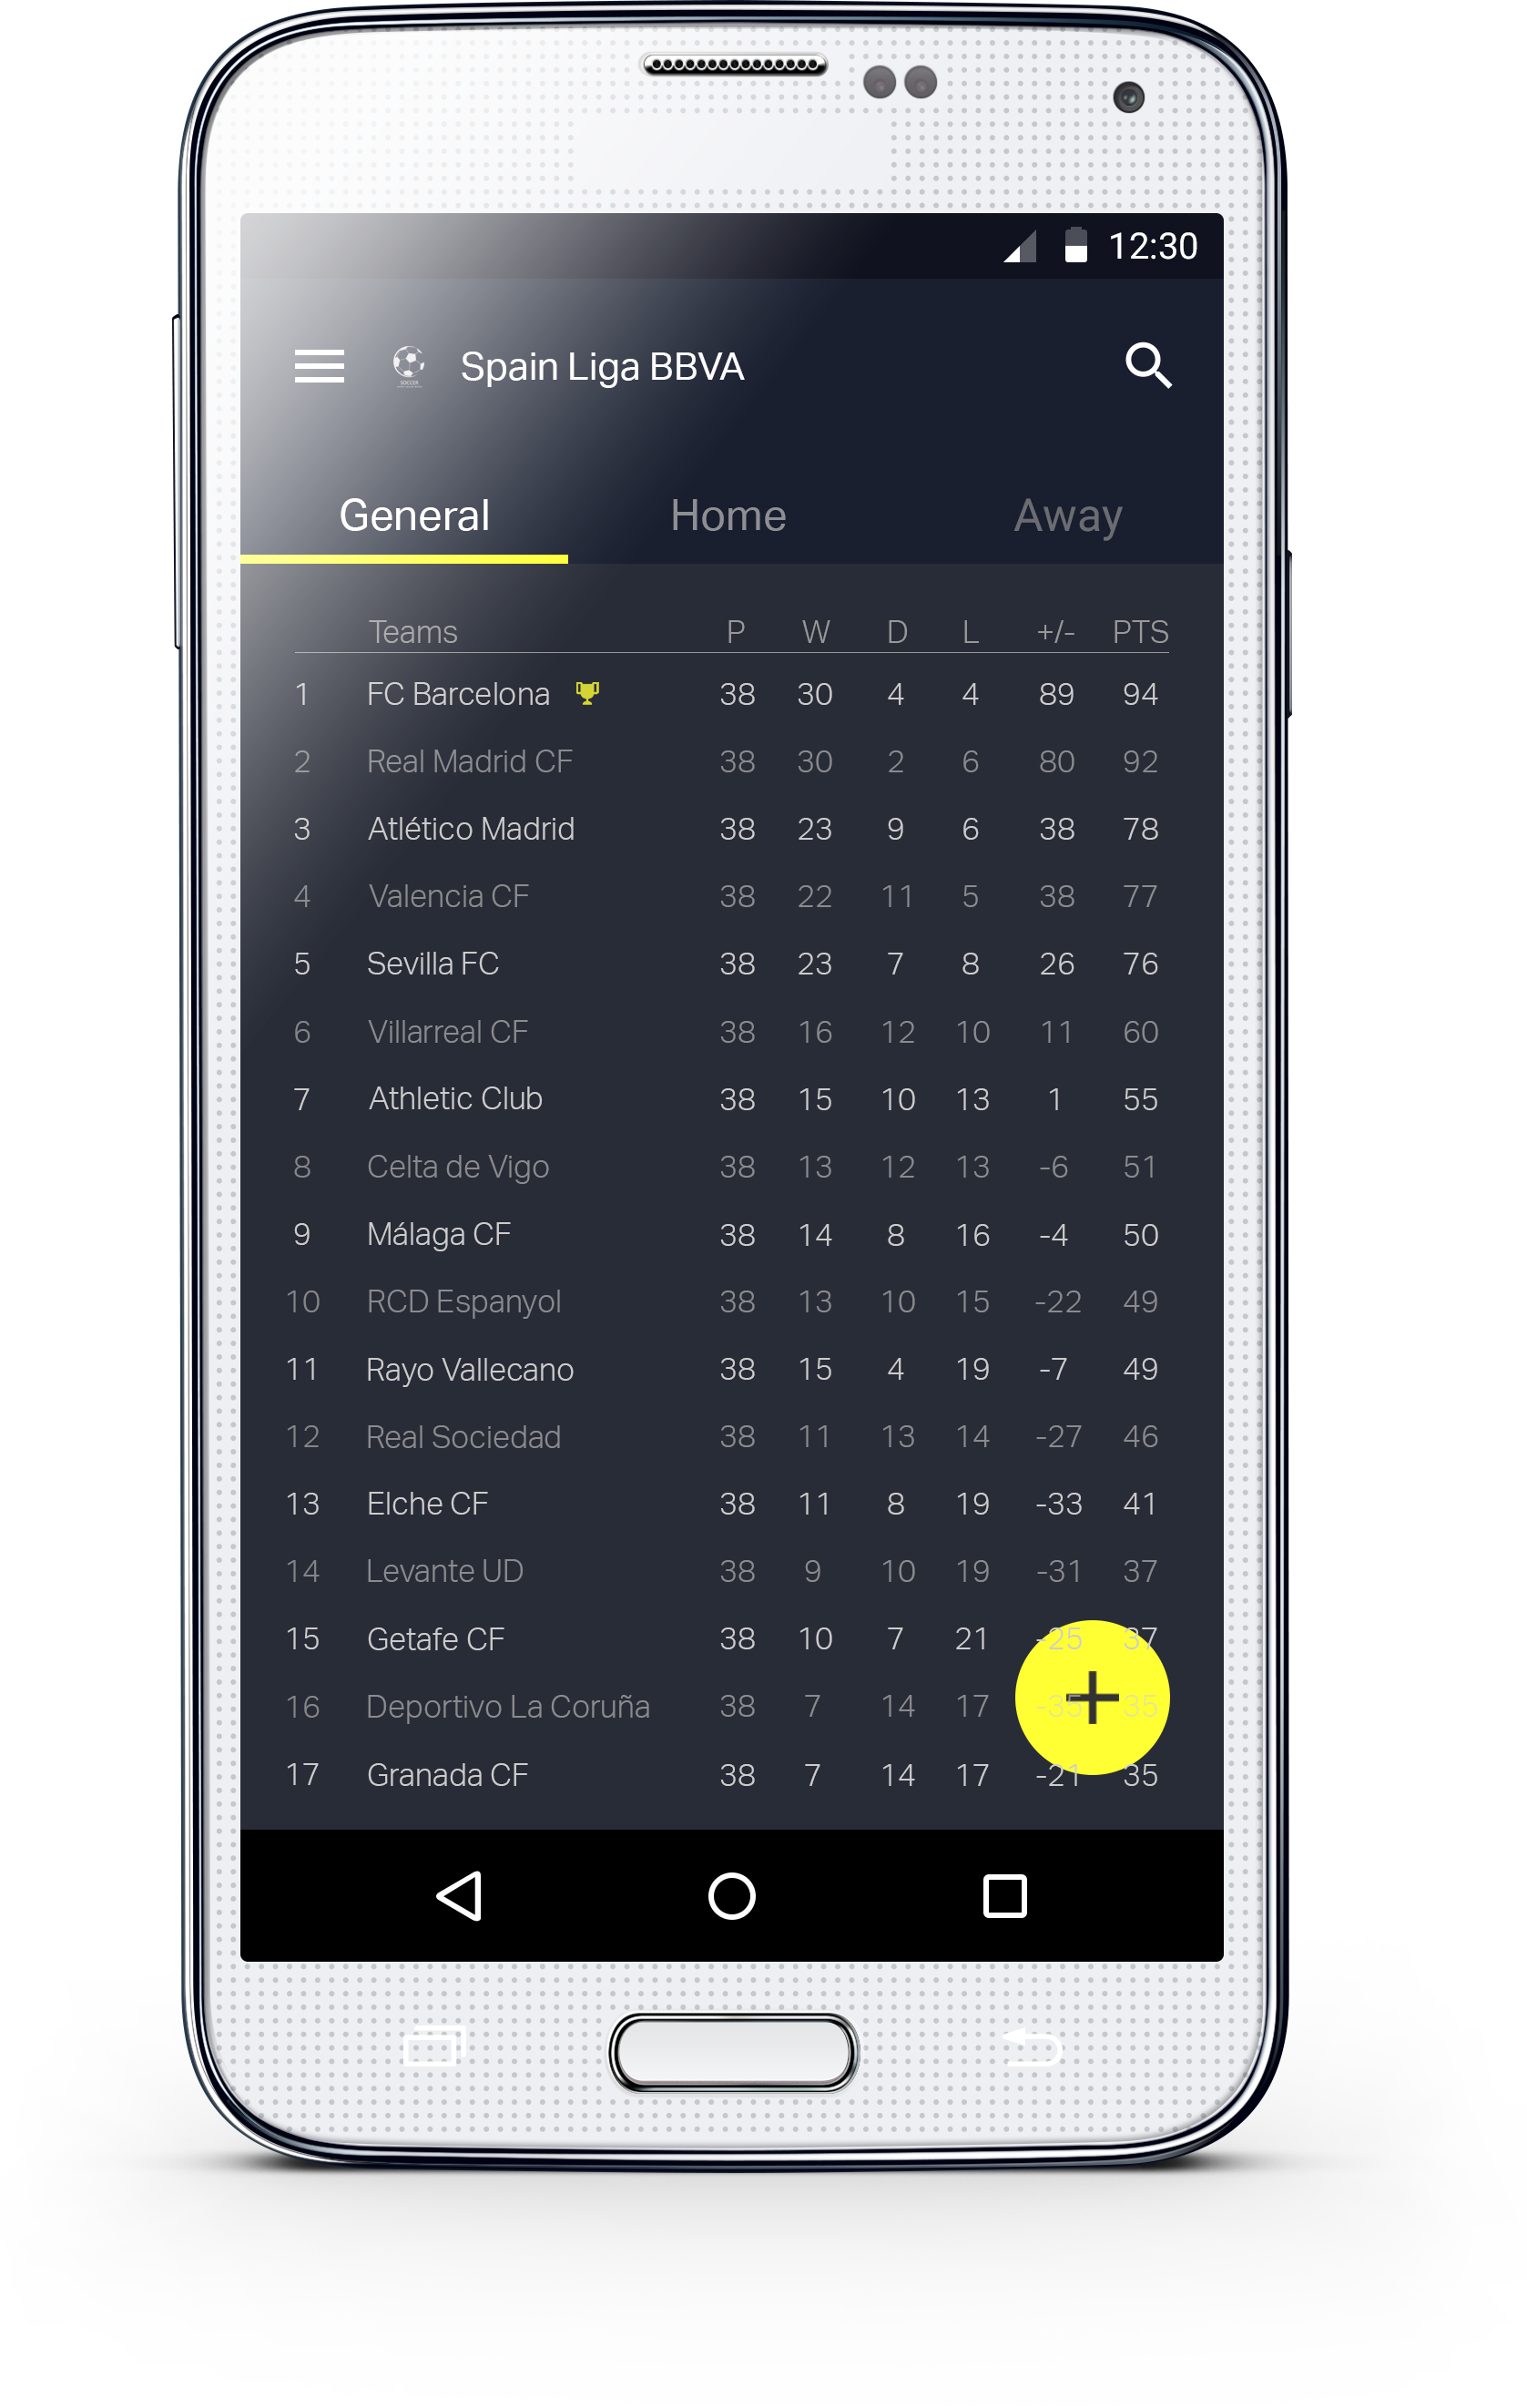 12:30
SOCCER
Spain Liga BBVA
General Home Away
Teams P W D L +/- PTS
1 FC Barcelona 38 30 4 4 89 94
2 Real Madrid CF 38 30 2 6 80 92
3 Atlético Madrid 38 23 9 6 38 78
4 Valencia CF 38 22 11 5 38 77
5 Sevilla FC 38 23 7 8 26 76
6 Villarreal CF 38 16 12 10 11 60
7 Athletic Club 38 15 10 13 1 55
8 Celta de Vigo 38 13 12 13 -6 51
9 Málaga CF 38 14 8 16 -4 50
10 RCD Espanyol 38 13 10 15 -22 49
11 Rayo Vallecano 38 15 4 19 -7 49
12 Real Sociedad 38 11 13 14 -27 46
13 Elche CF 38 11 8 19 -33 41
14 Levante UD 38 9 10 19 -31 37
15 Getafe CF 38 10 7 21 -25 37
16 Deportivo La Coruña 38 7 14 17 -35 35
17 Granada CF 38 7 14 17 -21 35